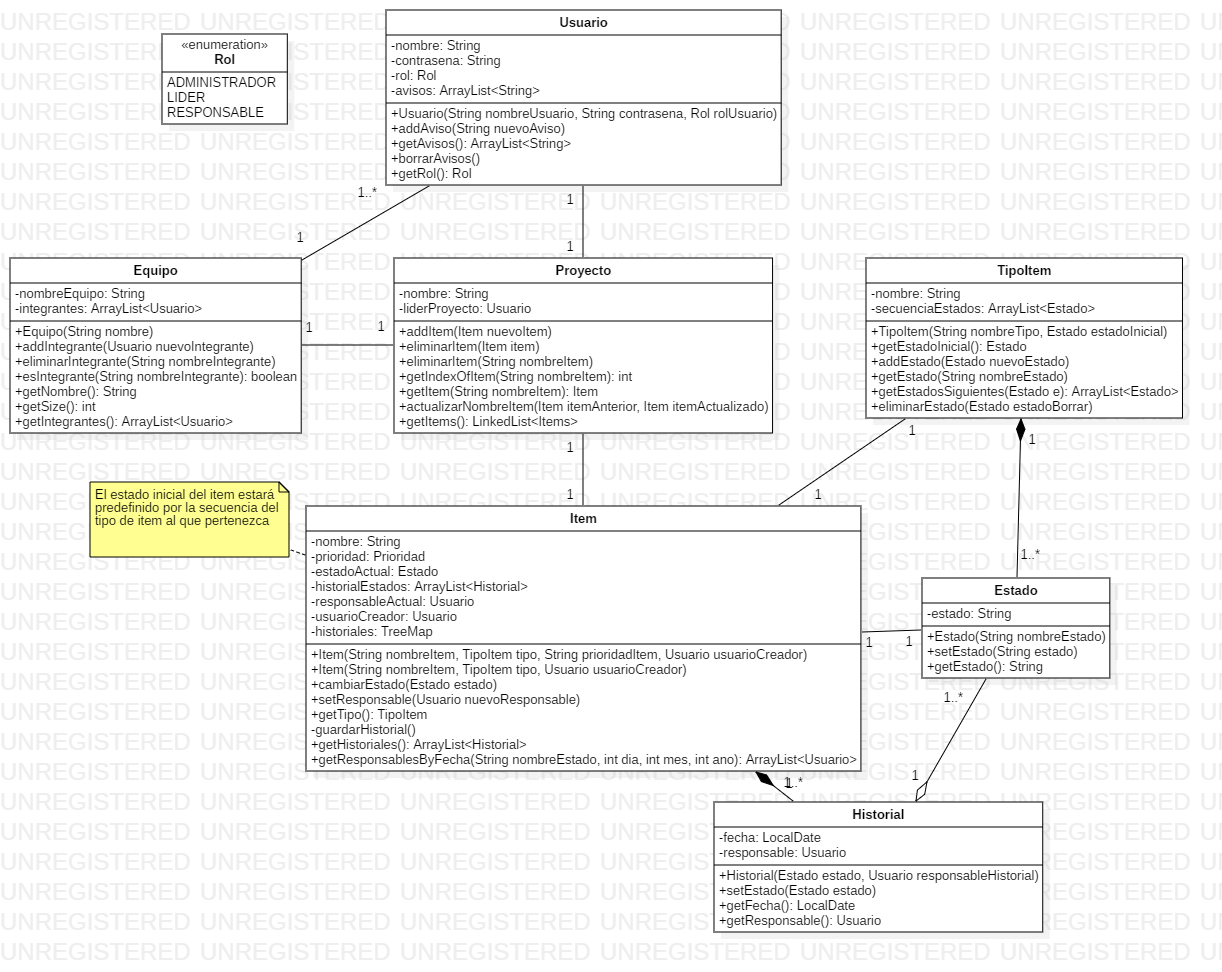 «enumeration»
Rol
ADMINISTRADOR
LIDER
RESPONSABLE
Usuario
-nombre: String
-contrasena: String
-rol: Rol
-avisos: ArrayList<String>
+Usuario(String nombreUsuario, String contrasena, Rol rolUsuario)
+addAviso(String nuevoAviso)
+getAvisos(): ArrayList<String>
+borrarAvisos()
+getRol(): Rol
1..*
1
1
1
Equipo
-nombreEquipo: String
-integrantes: ArrayList<Usuario>
+Equipo(String nombre)
+addIntegrante(Usuario nuevoIntegrante)
+eliminarIntegrante(String nombreIntegrante)
+esIntegrante(String nombreIntegrante): boolean
+getNombre(): String
+getSize(): int
+getIntegrantes(): ArrayList<Usuario>
1
1
Proyecto
-nombre: String
-liderProyecto: Usuario
+addItem(Item nuevoItem)
+eliminarItem(Item item)
+eliminarItem(String nombreItem)
+getIndexOfItem(String nombreItem): int
+getItem(String nombreItem): Item
+actualizarNombreItem(Item itemAnterior, Item itemActualizado)
+getItems(): LinkedList<Items>
TipoItem
-nombre: String
-secuenciaEstados: ArrayList<Estado>
+TipoItem(String nombreTipo, Estado estadoInicial)
+getEstadoInicial(): Estado
+addEstado(Estado nuevoEstado)
+getEstado(String nombreEstado)
+getEstadosSiguientes(Estado e): ArrayList<Estado>
+eliminarEstado(Estado estadoBorrar)
1
1
1
1
1
1..*
El estado inicial del item estará
predefinido por la secuencia del
tipo de item al que pertenezca
Item
-nombre: String
-prioridad: Prioridad
-estadoActual: Estado
-historialEstados: ArrayList<Historial>
-responsableActual: Usuario
-usuarioCreador: Usuario
-historiales: TreeMap
+Item(String nombreItem, TipoItem tipo, String prioridadItem, Usuario usuarioCreador)
+Item(String nombreItem, TipoItem tipo, Usuario usuarioCreador)
+cambiarEstado(Estado estado)
+setResponsable(Usuario nuevoResponsable)
+getTipo(): TipoItem
-guardarHistorial()
+getHistoriales(): ArrayList<Historial>
+getResponsablesByFecha(String nombreEstado, int dia, int mes, int ano): ArrayList<Usuario>
Estado
-estado: String
+Estado(String nombreEstado)
+setEstado(String estado)
+getEstado(): String
1
1
1..*
1
1
1..*
Historial
-fecha: LocalDate
-responsable: Usuario
+Historial(Estado estado, Usuario responsableHistorial)
+setEstado(Estado estado)
+getFecha(): LocalDate
+getResponsable(): Usuario